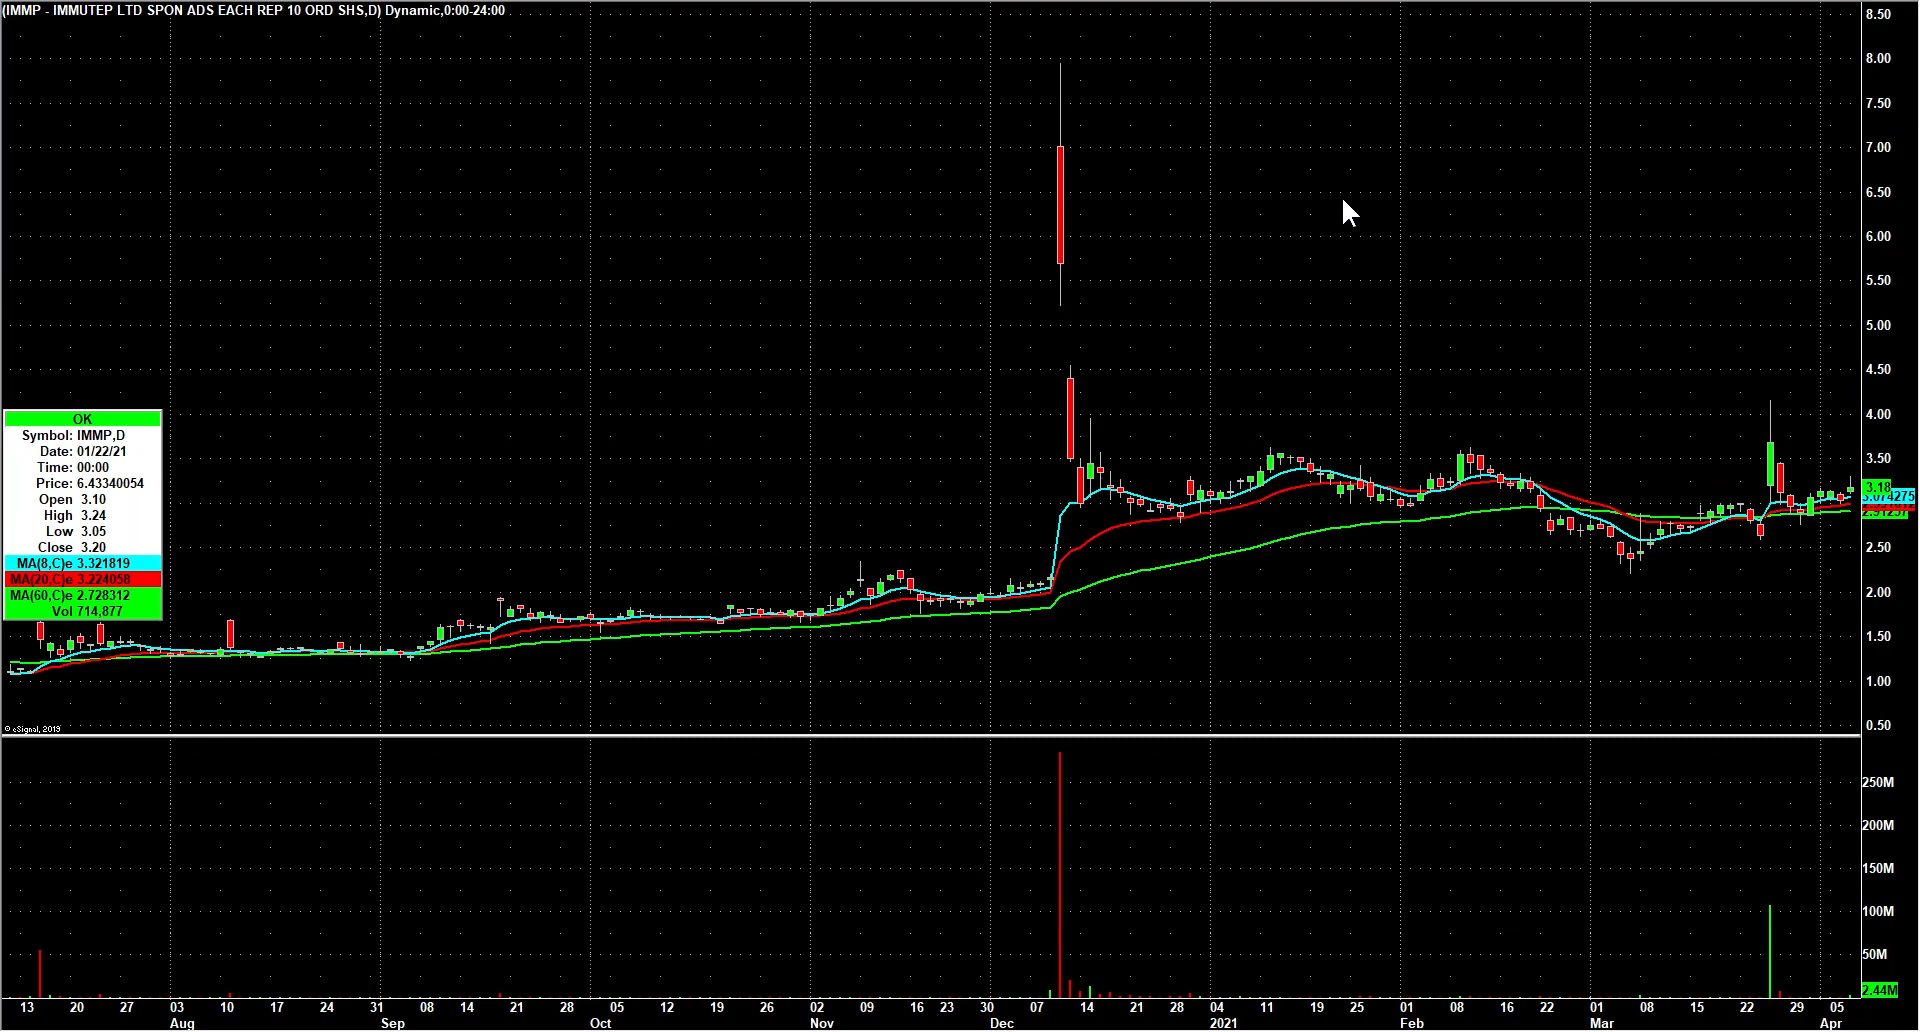 (IMMP - IMMUTEP LTD SPON ADS EACH REP 10 ORD SHS,D) Dynamic,0:00-24:00
8.50
8.00
7.50
7.00
6.50
6.00
5.50
5.00
4.50
4.00
3.50
3.18
3.074275
2.50
2.00
1.50
1.00
0.50
OK
Symbol: IMMP,D
Date: 01/22/21
Time: 00:00
Price: 6.43340054
Open 3.10
High 3.24
Low 3.05
Close 3.20
MA(8,C)e 3.321819
MA(20,C)e 3.224058
MA(60,C)e 2.728312
Vol 714,877
© eSignal, 2019
250M
200M
150M
100M
50M
2.44M
13 20 27 03 10 17 24 31 08 14 21 28 05 12 19 26 02 09 16 23 30 07 14 21 28 04 11 19 25 01 08 16 22 01 08 15 22 29 05
Aug Sep Oct Nov Dec 2021 Feb Mar Apr